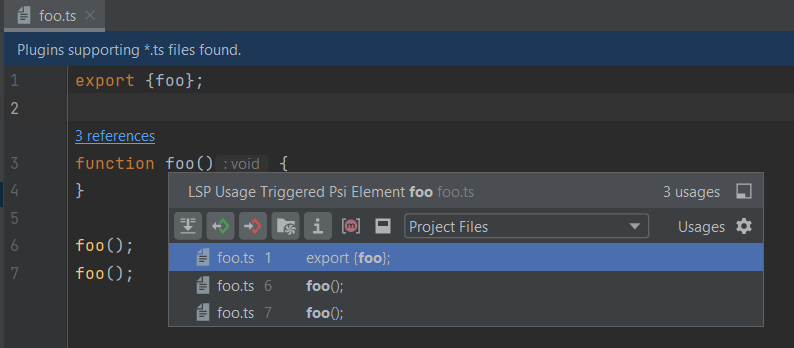 foo.ts
Plugins supporting *.ts files found.
1 export {foo};
2
3 references
3 function foo() : void {
4 }
LSP Usage Triggered Psi Element foo foo.ts 3 usages
Project Files Usages
5
foo.ts 1 export {foo};
6 foo();
foo.ts 6 foo();
7 foo();
foo.ts 7 foo();